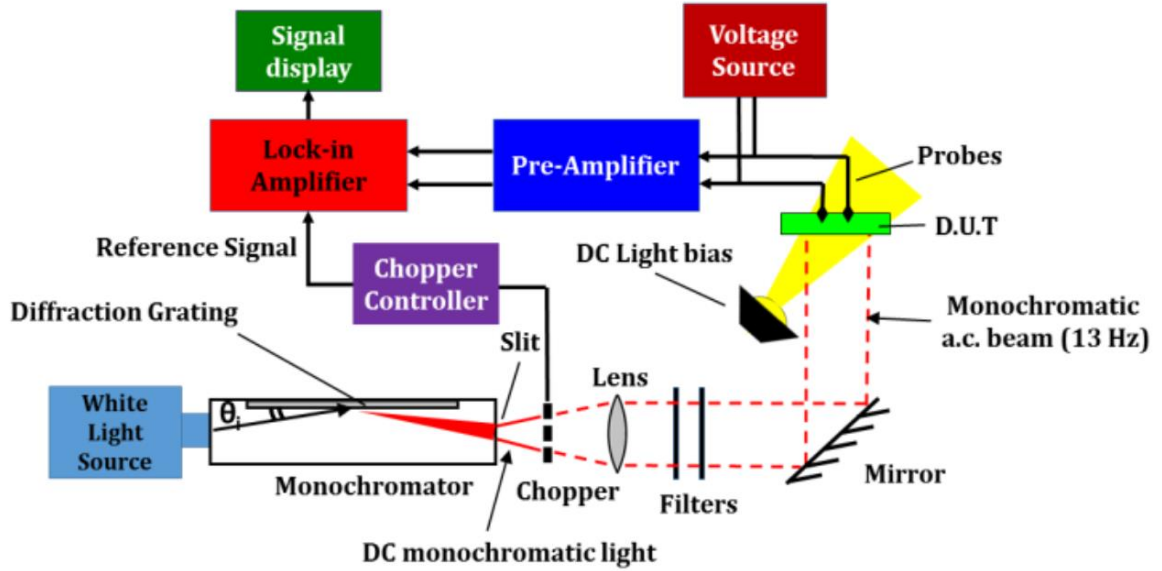 Signal
display
Voltage
Source
Lock-in
Amplifier
Pre-Amplifier
Probes
D.U.T
Reference Signal
Chopper
Controller
DC Light bias
Diffraction Grating
Monochromatic
a.c. beam (13 Hz)
Slit
Lens
White
Light
Source
θi
Monochromator
Chopper
Filters
Mirror
DC monochromatic light